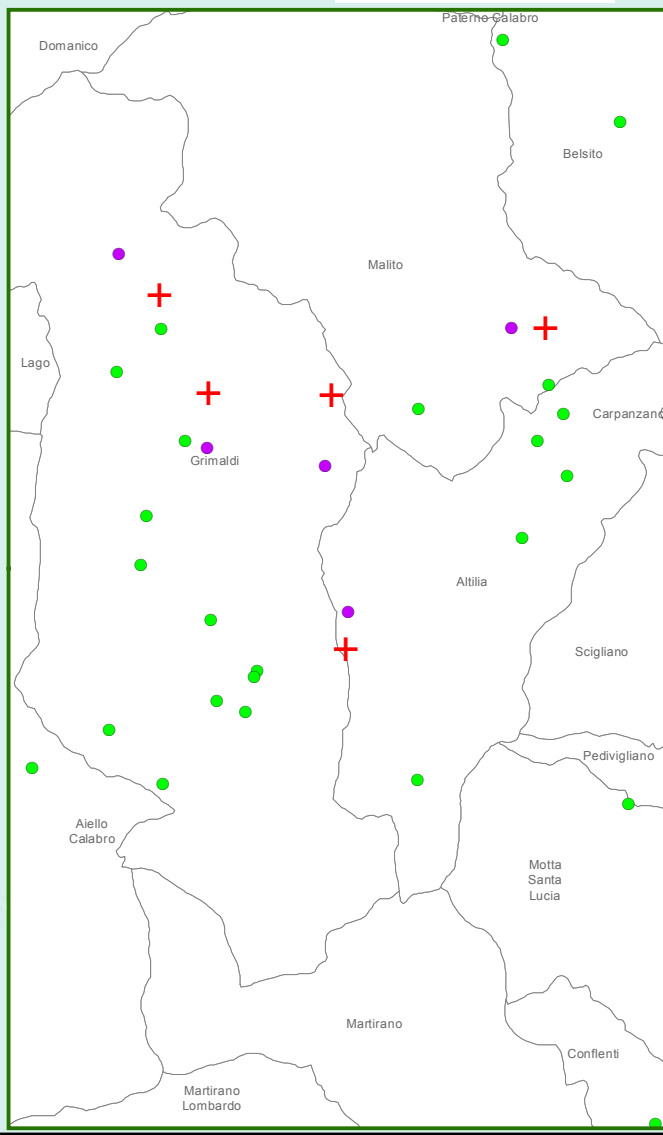 Paterno Calabro
Domanico
Belsito
Malito
Lago
Carpanzano
Grimaldi
Altilia
Scigliano
Pedivigliano
Aiello
Calabro
Motta
Santa
Lucia
Martirano
Conflenti
Martirano
Lombardo